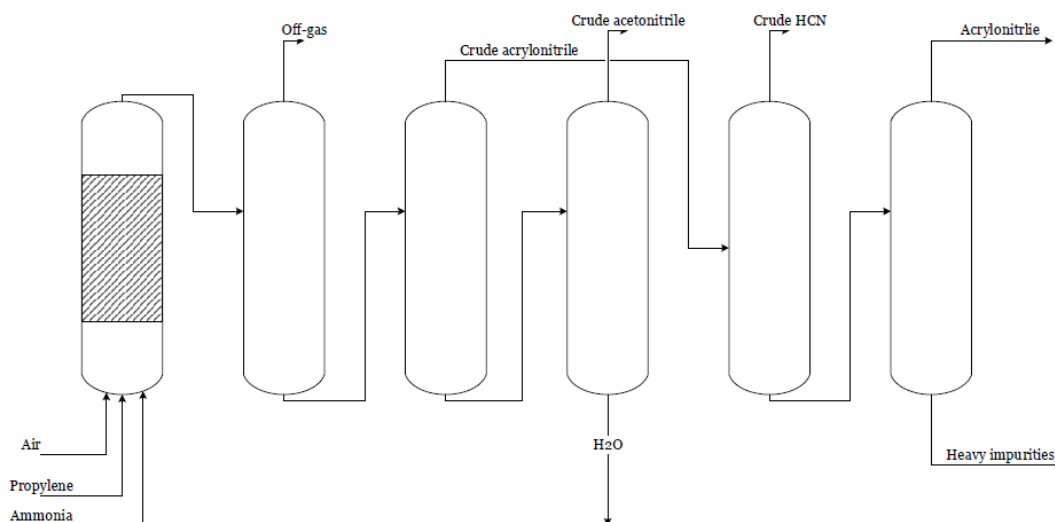 Off-gas
Crude acetonitrile
Crude HCN
Acrylonitrlie
Crude acrylonitrile
Air
H2O
Heavy impurities
Propylene
Ammonia